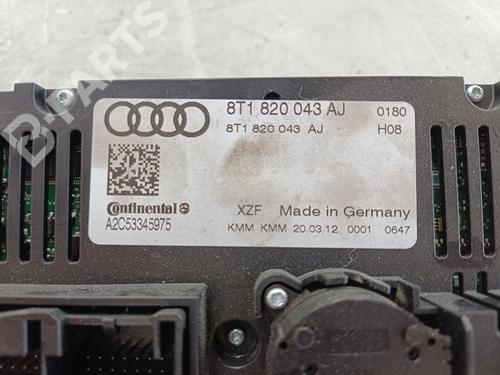 B-PARTS
8T1 820 043 AJ 0180
8T1 820 043 AJ H08
Continental
A2C53345975
XZF Made in Germany
KMM KMM 20.03.12 0001 0647